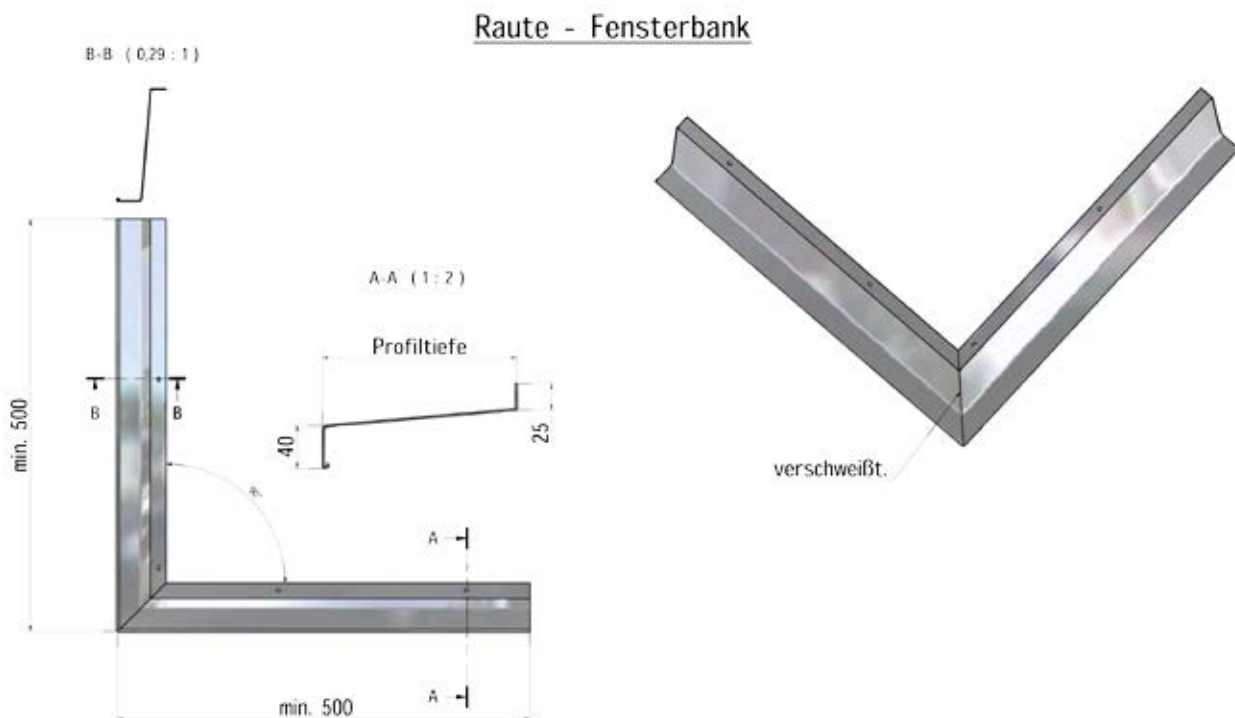 Raute - Fensterbank
B-B ( 0,29 : 1 )
A-A ( 1 : 2 )
Profiltiefe
40
25
B
B
min. 500
verschweißt.
A
A
min. 500